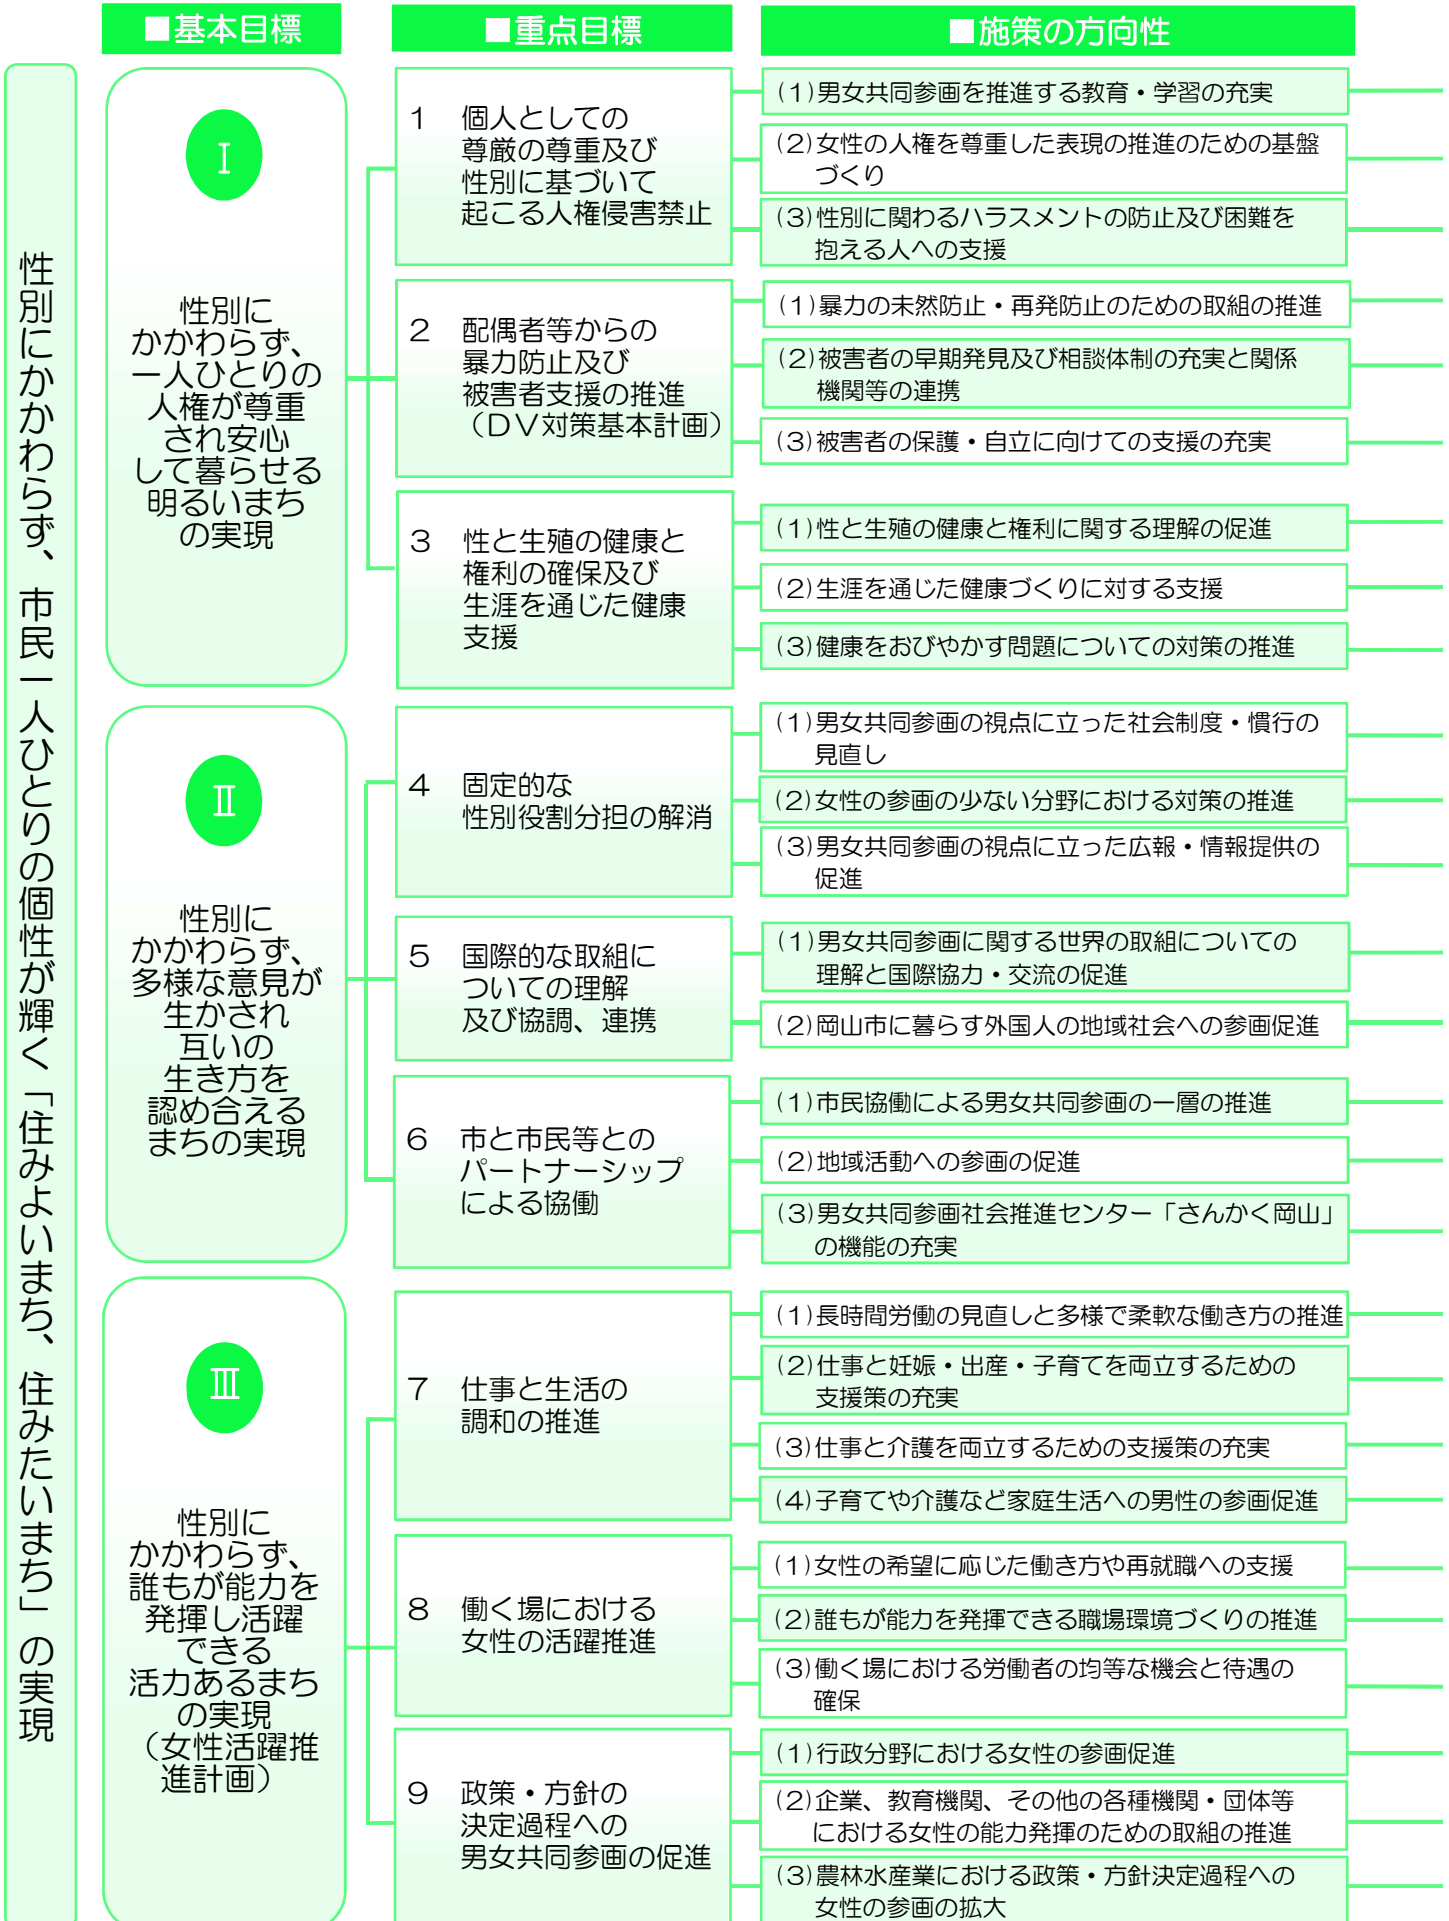 ■基本目標
■重点目標
■施策の方向性
性別にかかわらず、市民一人ひとりの個性が輝く「住みよいまち、住みたいまち」の実現
Ⅰ
性別に
かかわらず、
一人ひとりの
人権が尊重
され安心
して暮らせる
明るいまち
の実現
1 個人としての
尊厳の尊重及び
性別に基づいて
起こる人権侵害禁止
(1)男女共同参画を推進する教育・学習の充実
(2)女性の人権を尊重した表現の推進のための基盤
づくり
(3)性別に関わるハラスメントの防止及び困難を
抱える人への支援
2 配偶者等からの
暴力防止及び
被害者支援の推進
(DV対策基本計画)
(1)暴力の未然防止・再発防止のための取組の推進
(2)被害者の早期発見及び相談体制の充実と関係
機関等の連携
(3)被害者の保護・自立に向けての支援の充実
3 性と生殖の健康と
権利の確保及び
生涯を通じた健康
支援
(1)性と生殖の健康と権利に関する理解の促進
(2)生涯を通じた健康づくりに対する支援
(3)健康をおびやかす問題についての対策の推進
Ⅱ
性別に
かかわらず、
多様な意見が
生かされ
互いの
生き方を
認め合える
まちの実現
4 固定的な
性別役割分担の解消
(1)男女共同参画の視点に立った社会制度・慣行の
見直し
(2)女性の参画の少ない分野における対策の推進
(3)男女共同参画の視点に立った広報・情報提供の
促進
5 国際的な取組に
ついての理解
及び協調、連携
(1)男女共同参画に関する世界の取組についての
理解と国際協力・交流の促進
(2)岡山市に暮らす外国人の地域社会への参画促進
6 市と市民等との
パートナーシップ
による協働
(1)市民協働による男女共同参画の一層の推進
(2)地域活動への参画の促進
(3)男女共同参画社会推進センター「さんかく岡山」
の機能の充実
Ⅲ
性別に
かかわらず、
誰もが能力を
発揮し活躍
できる
活力あるまち
の実現
(女性活躍推
進計画)
7 仕事と生活の
調和の推進
(1)長時間労働の見直しと多様で柔軟な働き方の推進
(2)仕事と妊娠・出産・子育てを両立するための
支援策の充実
(3)仕事と介護を両立するための支援策の充実
(4)子育てや介護など家庭生活への男性の参画促進
8 働く場における
女性の活躍推進
(1)女性の希望に応じた働き方や再就職への支援
(2)誰もが能力を発揮できる職場環境づくりの推進
(3)働く場における労働者の均等な機会と待遇の
確保
9 政策・方針の
決定過程への
男女共同参画の促進
(1)行政分野における女性の参画促進
(2)企業、教育機関、その他の各種機関・団体等
における女性の能力発揮のための取組の推進
(3)農林水産業における政策・方針決定過程への
女性の参画の拡大